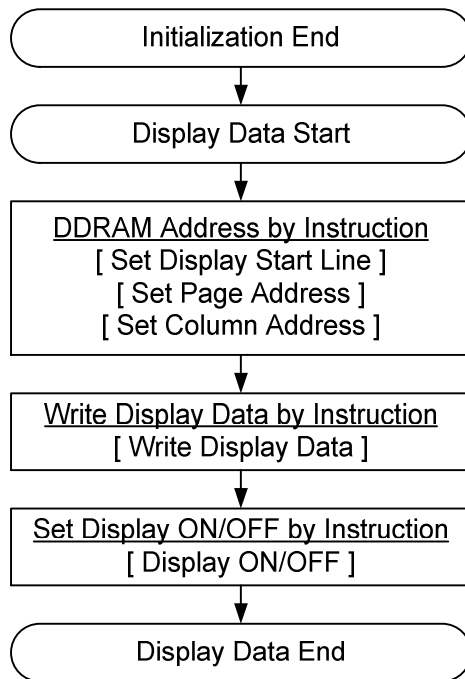 Initialization End
Display Data Start
DDRAM Address by Instruction
[ Set Display Start Line ]
[ Set Page Address ]
[ Set Column Address ]
Write Display Data by Instruction
[ Write Display Data ]
Set Display ON/OFF by Instruction
[ Display ON/OFF ]
Display Data End